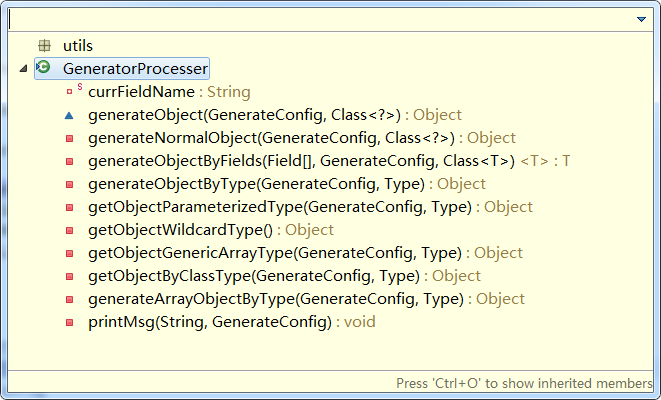 utils
GeneratorProcesser
S currFieldName : String
generateObject(GenerateConfig, Class<?>) : Object
generateNormalObject(GenerateConfig, Class<?>) : Object
generateObjectByFields(Field[], GenerateConfig, Class<T>) <T> : T
generateObjectByType(GenerateConfig, Type) : Object
getObjectParameterizedType(GenerateConfig, Type) : Object
getObjectWildcardType() : Object
getObjectGenericArrayType(GenerateConfig, Type) : Object
getObjectByClassType(GenerateConfig, Type) : Object
generateArrayObjectByType(GenerateConfig, Type) : Object
printMsg(String, GenerateConfig) : void
Press 'Ctrl+O' to show inherited members